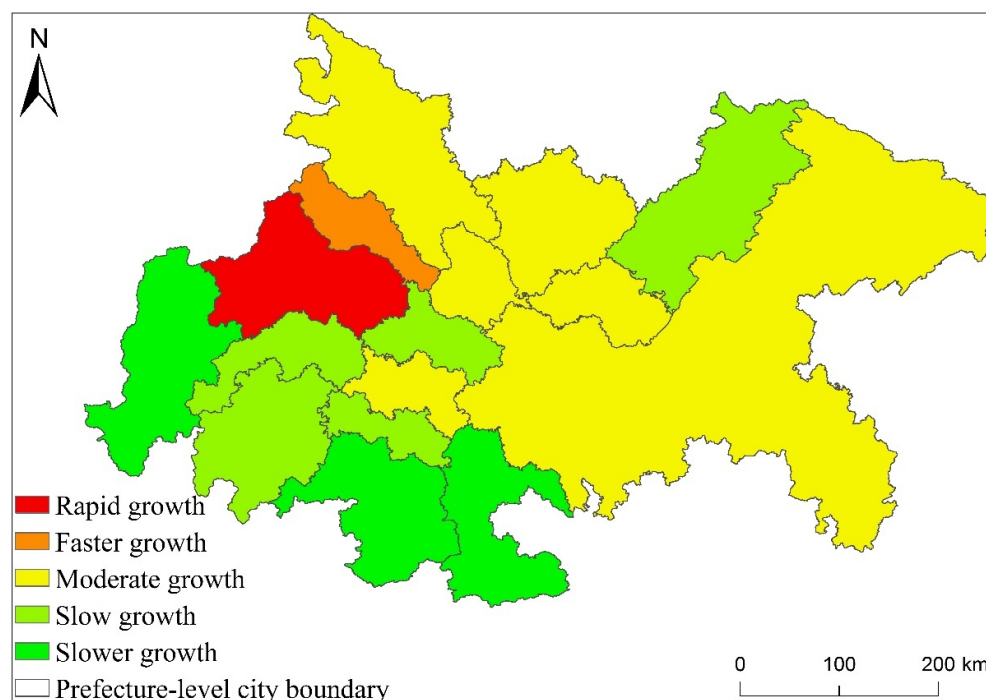 N
Rapid growth
Faster growth
Moderate growth
Slow growth
Slower growth
Prefecture-level city boundary
0 100 200 km